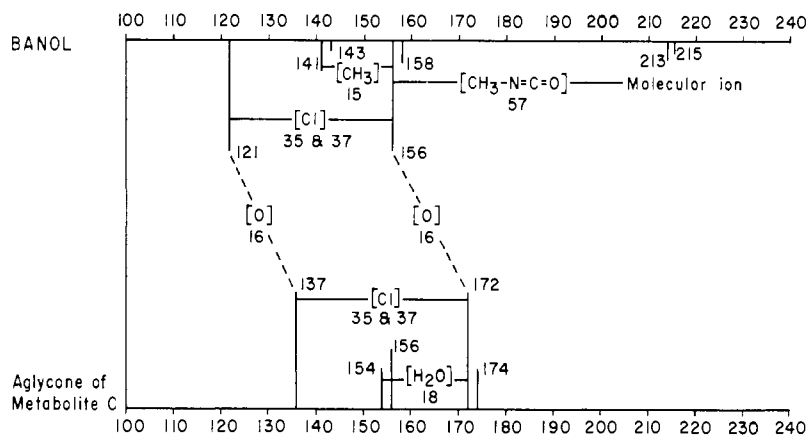 100 110 120 130 140 150 160 170 180 190 200 210 220 230 240
BANOL
143
141
[CH3]
15
158
213
215
[CH3-N=C=O]
57
Molecular ion
[Cl]
35 & 37
121
156
[O]
16
[O]
16
137
172
[Cl]
35 & 37
156
154
[H2O]
18
174
Aglycone of
Metabolite C
100 110 120 130 140 150 160 170 180 190 200 210 220 230 240